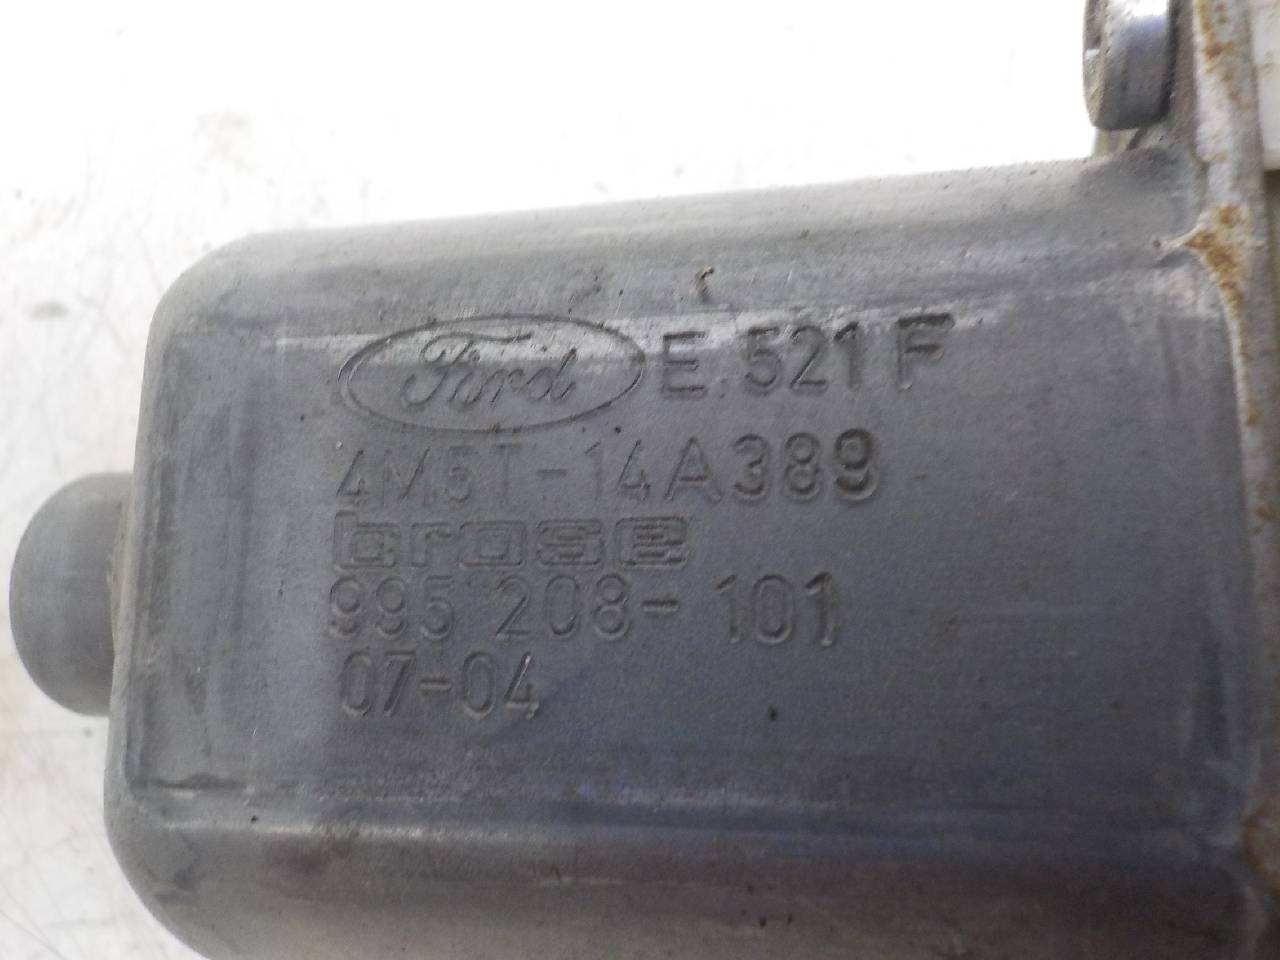 Ford E. 521 F
4M5T-14A389
brose
995 208-101
07-04